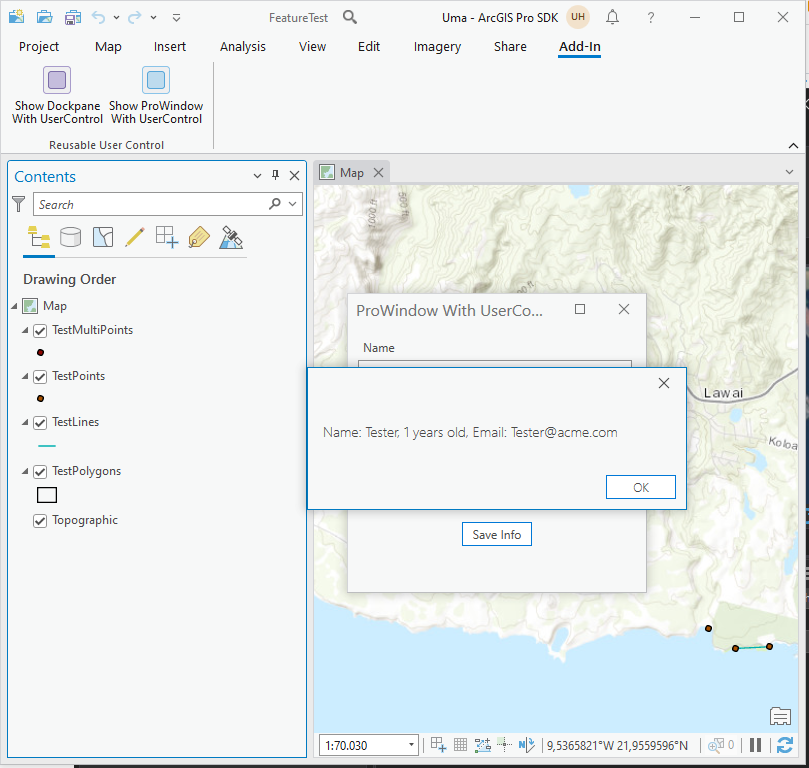 FeatureTest
Uma - ArcGIS Pro SDK UH ?
Project Map Insert Analysis View Edit Imagery Share Add-In
Show Dockpane With UserControl
Show ProWindow With UserControl
Reusable User Control
Contents
Search
Drawing Order
Map
TestMultiPoints
TestPoints
TestLines
TestPolygons
Topographic
Map
1000 ft
500 ft
ft
ProWindow With UserCo...
Name
Name: Tester, 1 years old, Email: Tester@acme.com
OK
Save Info
Lawai
Koloa
1:70.030
N
9,5365821°W 21,9559596°N
0